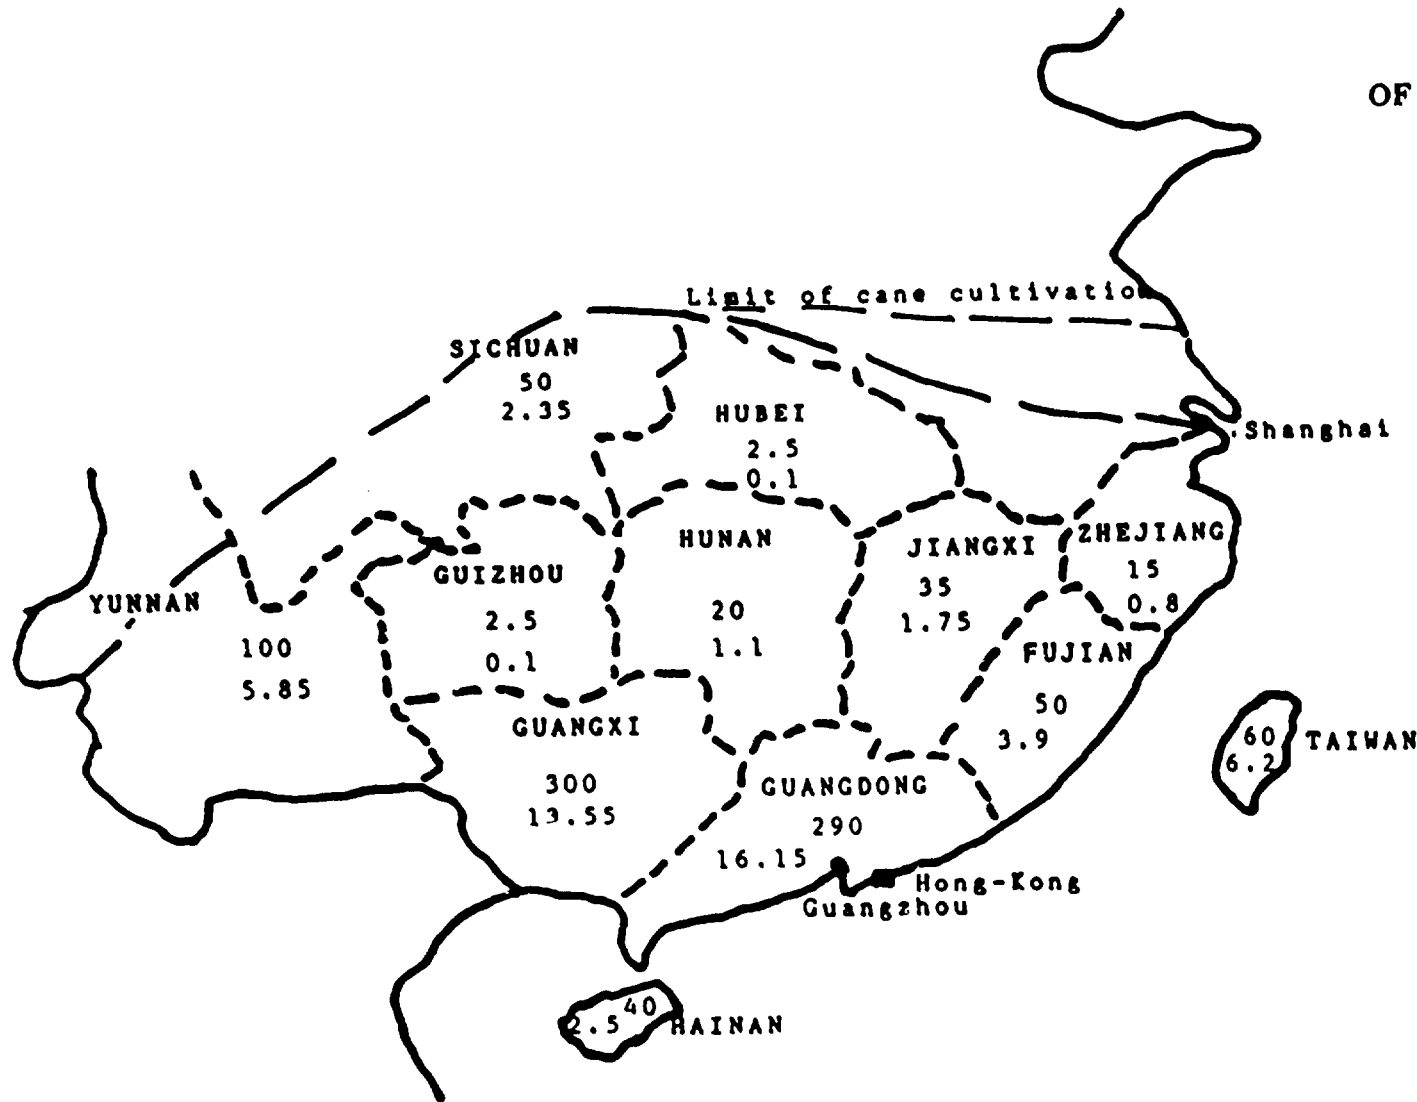 OF
Limit of cane cultivation
SICHUAN
50
2.35
HUBEI
2.5
0.1
Shanghai
YUNNAN
100
5.85
GUIZHOU
2.5
0.1
HUNAN
20
1.1
JIANGXI
35
1.75
ZHEJIANG
15
0.8
FUJIAN
50
3.9
GUANGXI
300
13.55
GUANGDONG
290
16.15
Hong-Kong
Guangzhou
60
6.2
TAIWAN
40
2.5
HAINAN